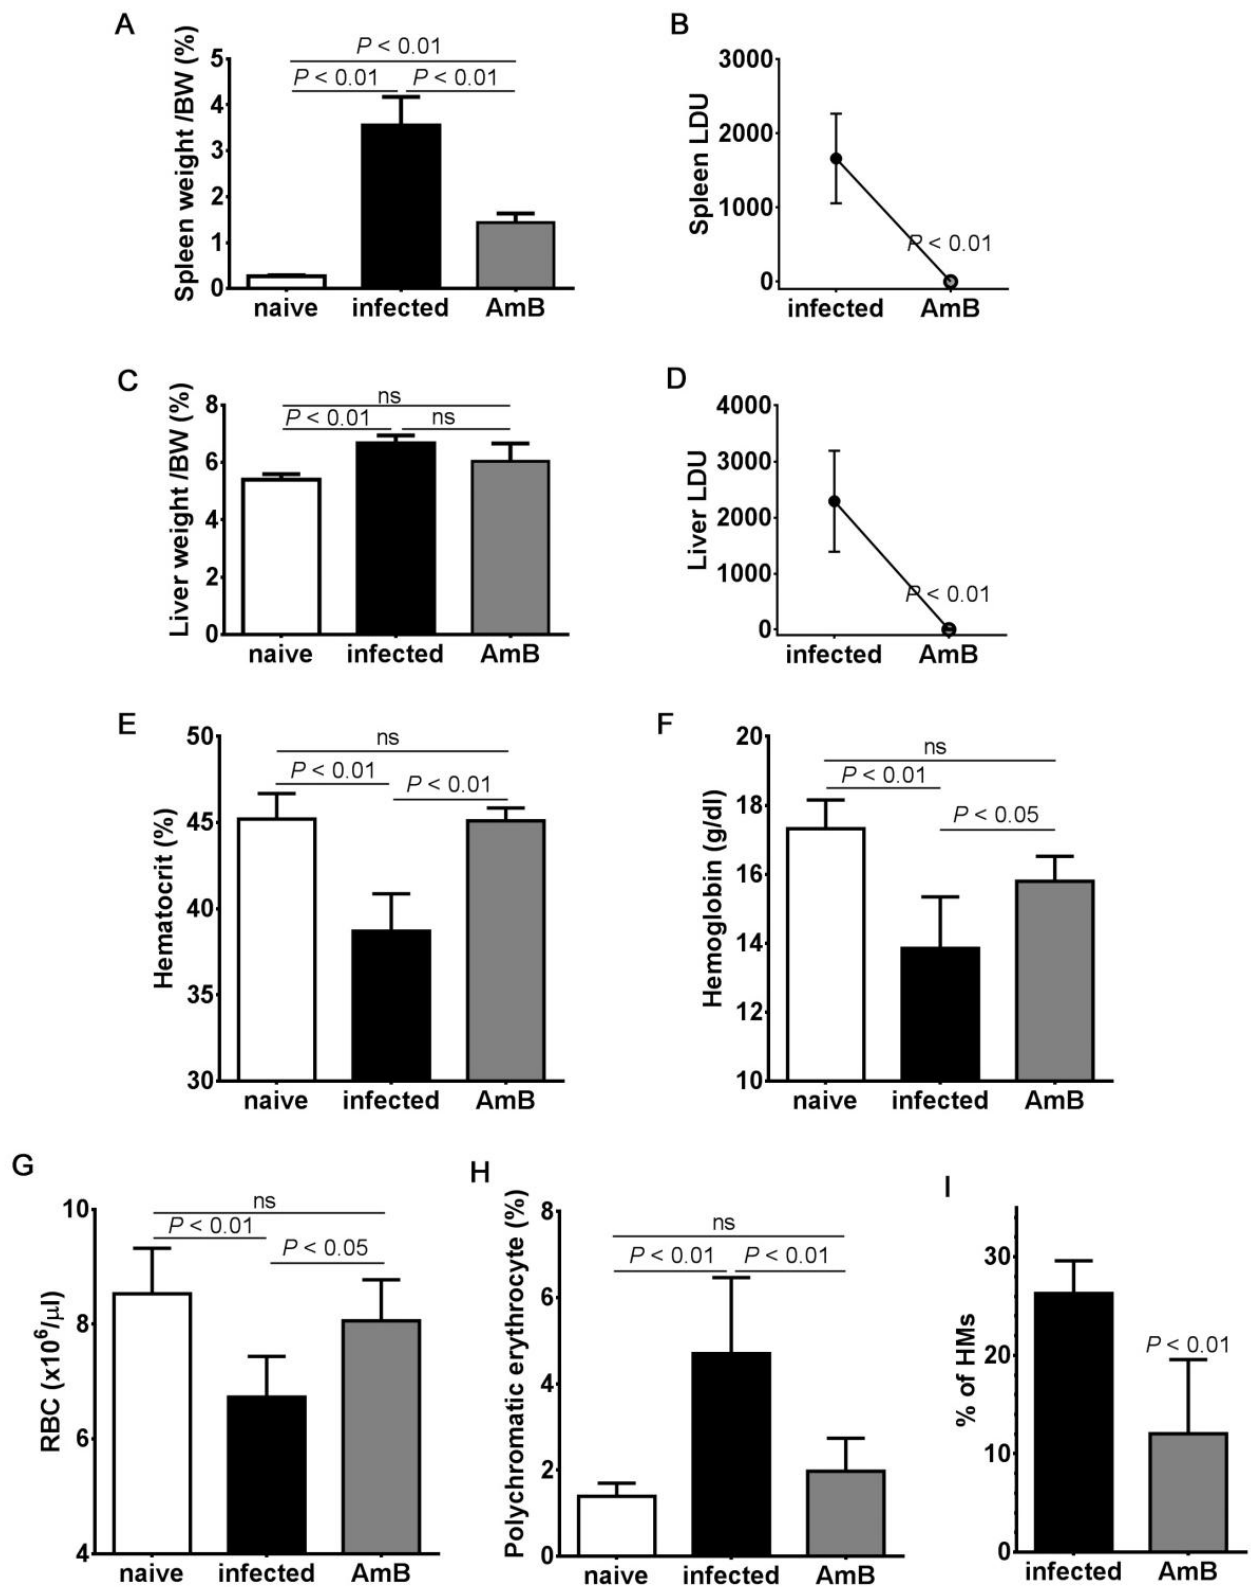 A
Spleen weight /BW (%)
5
4
3
2
1
0
P < 0.01
P < 0.01
P < 0.01
naive
infected
AmB
B
Spleen LDU
3000
2000
1000
0
P < 0.01
infected
AmB
C
Liver weight /BW (%)
8
6
4
2
0
ns
P < 0.01
ns
naive
infected
AmB
D
Liver LDU
4000
3000
2000
1000
0
P < 0.01
infected
AmB
E
Hematocrit (%)
50
45
40
35
30
ns
P < 0.01
P < 0.01
naive
infected
AmB
F
Hemoglobin (g/dl)
20
18
16
14
12
10
ns
P < 0.01
P < 0.05
naive
infected
AmB
G
RBC (x10⁶/μl)
10
8
6
4
ns
P < 0.01
P < 0.05
naive
infected
AmB
H
Polychromatic erythrocyte (%)
8
6
4
2
0
ns
P < 0.01
P < 0.01
naive
infected
AmB
I
% of HMs
30
20
10
0
P < 0.01
infected
AmB